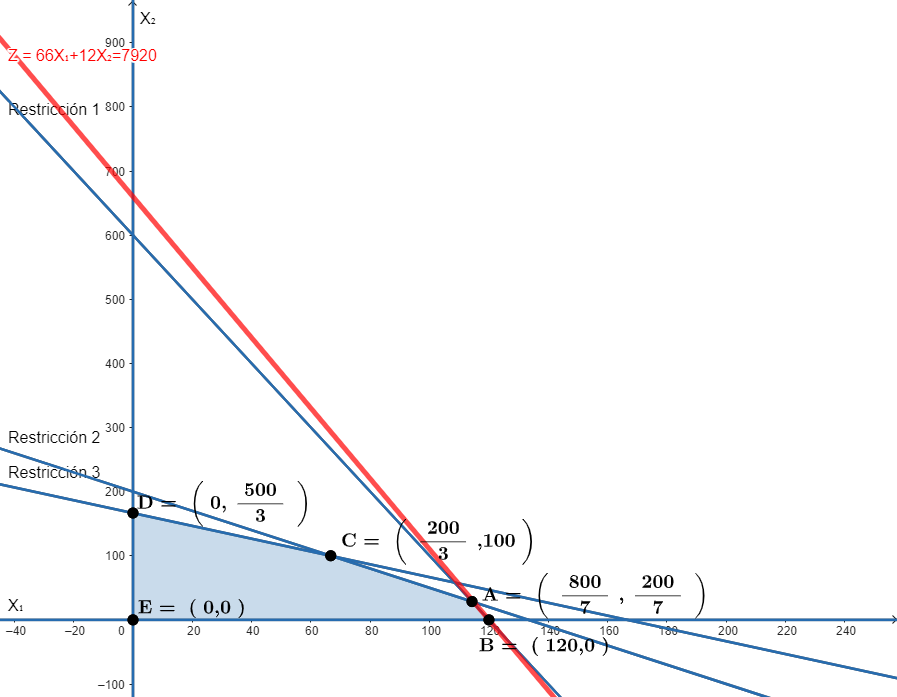 X₂
900
Z = 66X₁+12X₂=7920
Restricción 1
800
700
600
500
400
300
Restricción 2
Restricción 3
200
D = ( 0, 500/3 )
C = ( 200/3 ,100 )
100
A = ( 800/7 , 200/7 )
X₁
E = ( 0,0 )
−40 −20 0 20 40 60 80 100 120 140 160 180 200 220 240
B = ( 120,0 )
−100